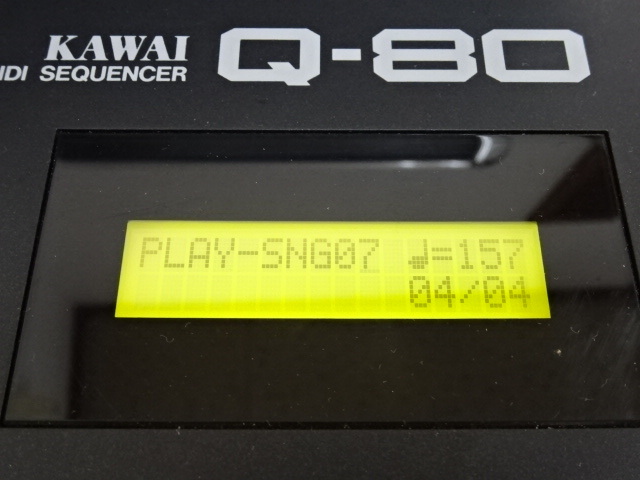 KAWAI
IDI SEQUENCER
Q-80
PLAY-SNG07 ♩=157
04/04